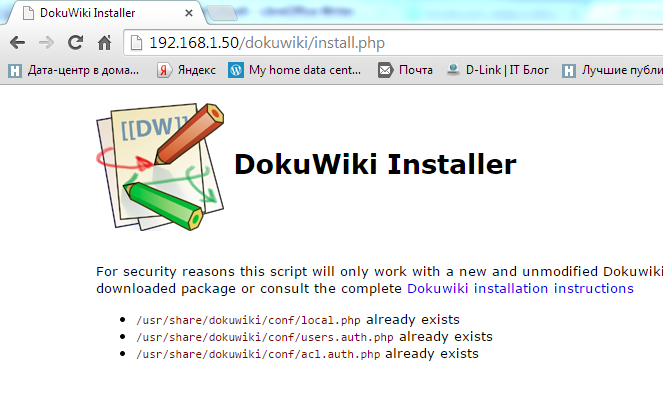 DokuWiki Installer
192.168.1.50/dokuwiki/install.php
Дата-центр в дома... Яндекс My home data cent... Почта D-Link | IT Блог Лучшие публи
[[DW]]
DokuWiki Installer
For security reasons this script will only work with a new and unmodified Dokuwiki
downloaded package or consult the complete Dokuwiki installation instructions
/usr/share/dokuwiki/conf/local.php already exists
/usr/share/dokuwiki/conf/users.auth.php already exists
/usr/share/dokuwiki/conf/acl.auth.php already exists